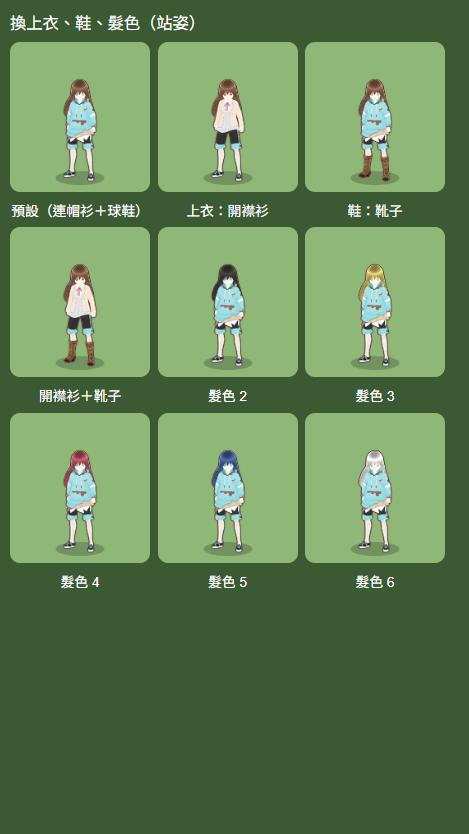 換上衣、鞋、髮色（站姿）
預設（連帽衫＋球鞋）
上衣：開襟衫
鞋：靴子
開襟衫＋靴子
髮色 2
髮色 3
髮色 4
髮色 5
髮色 6